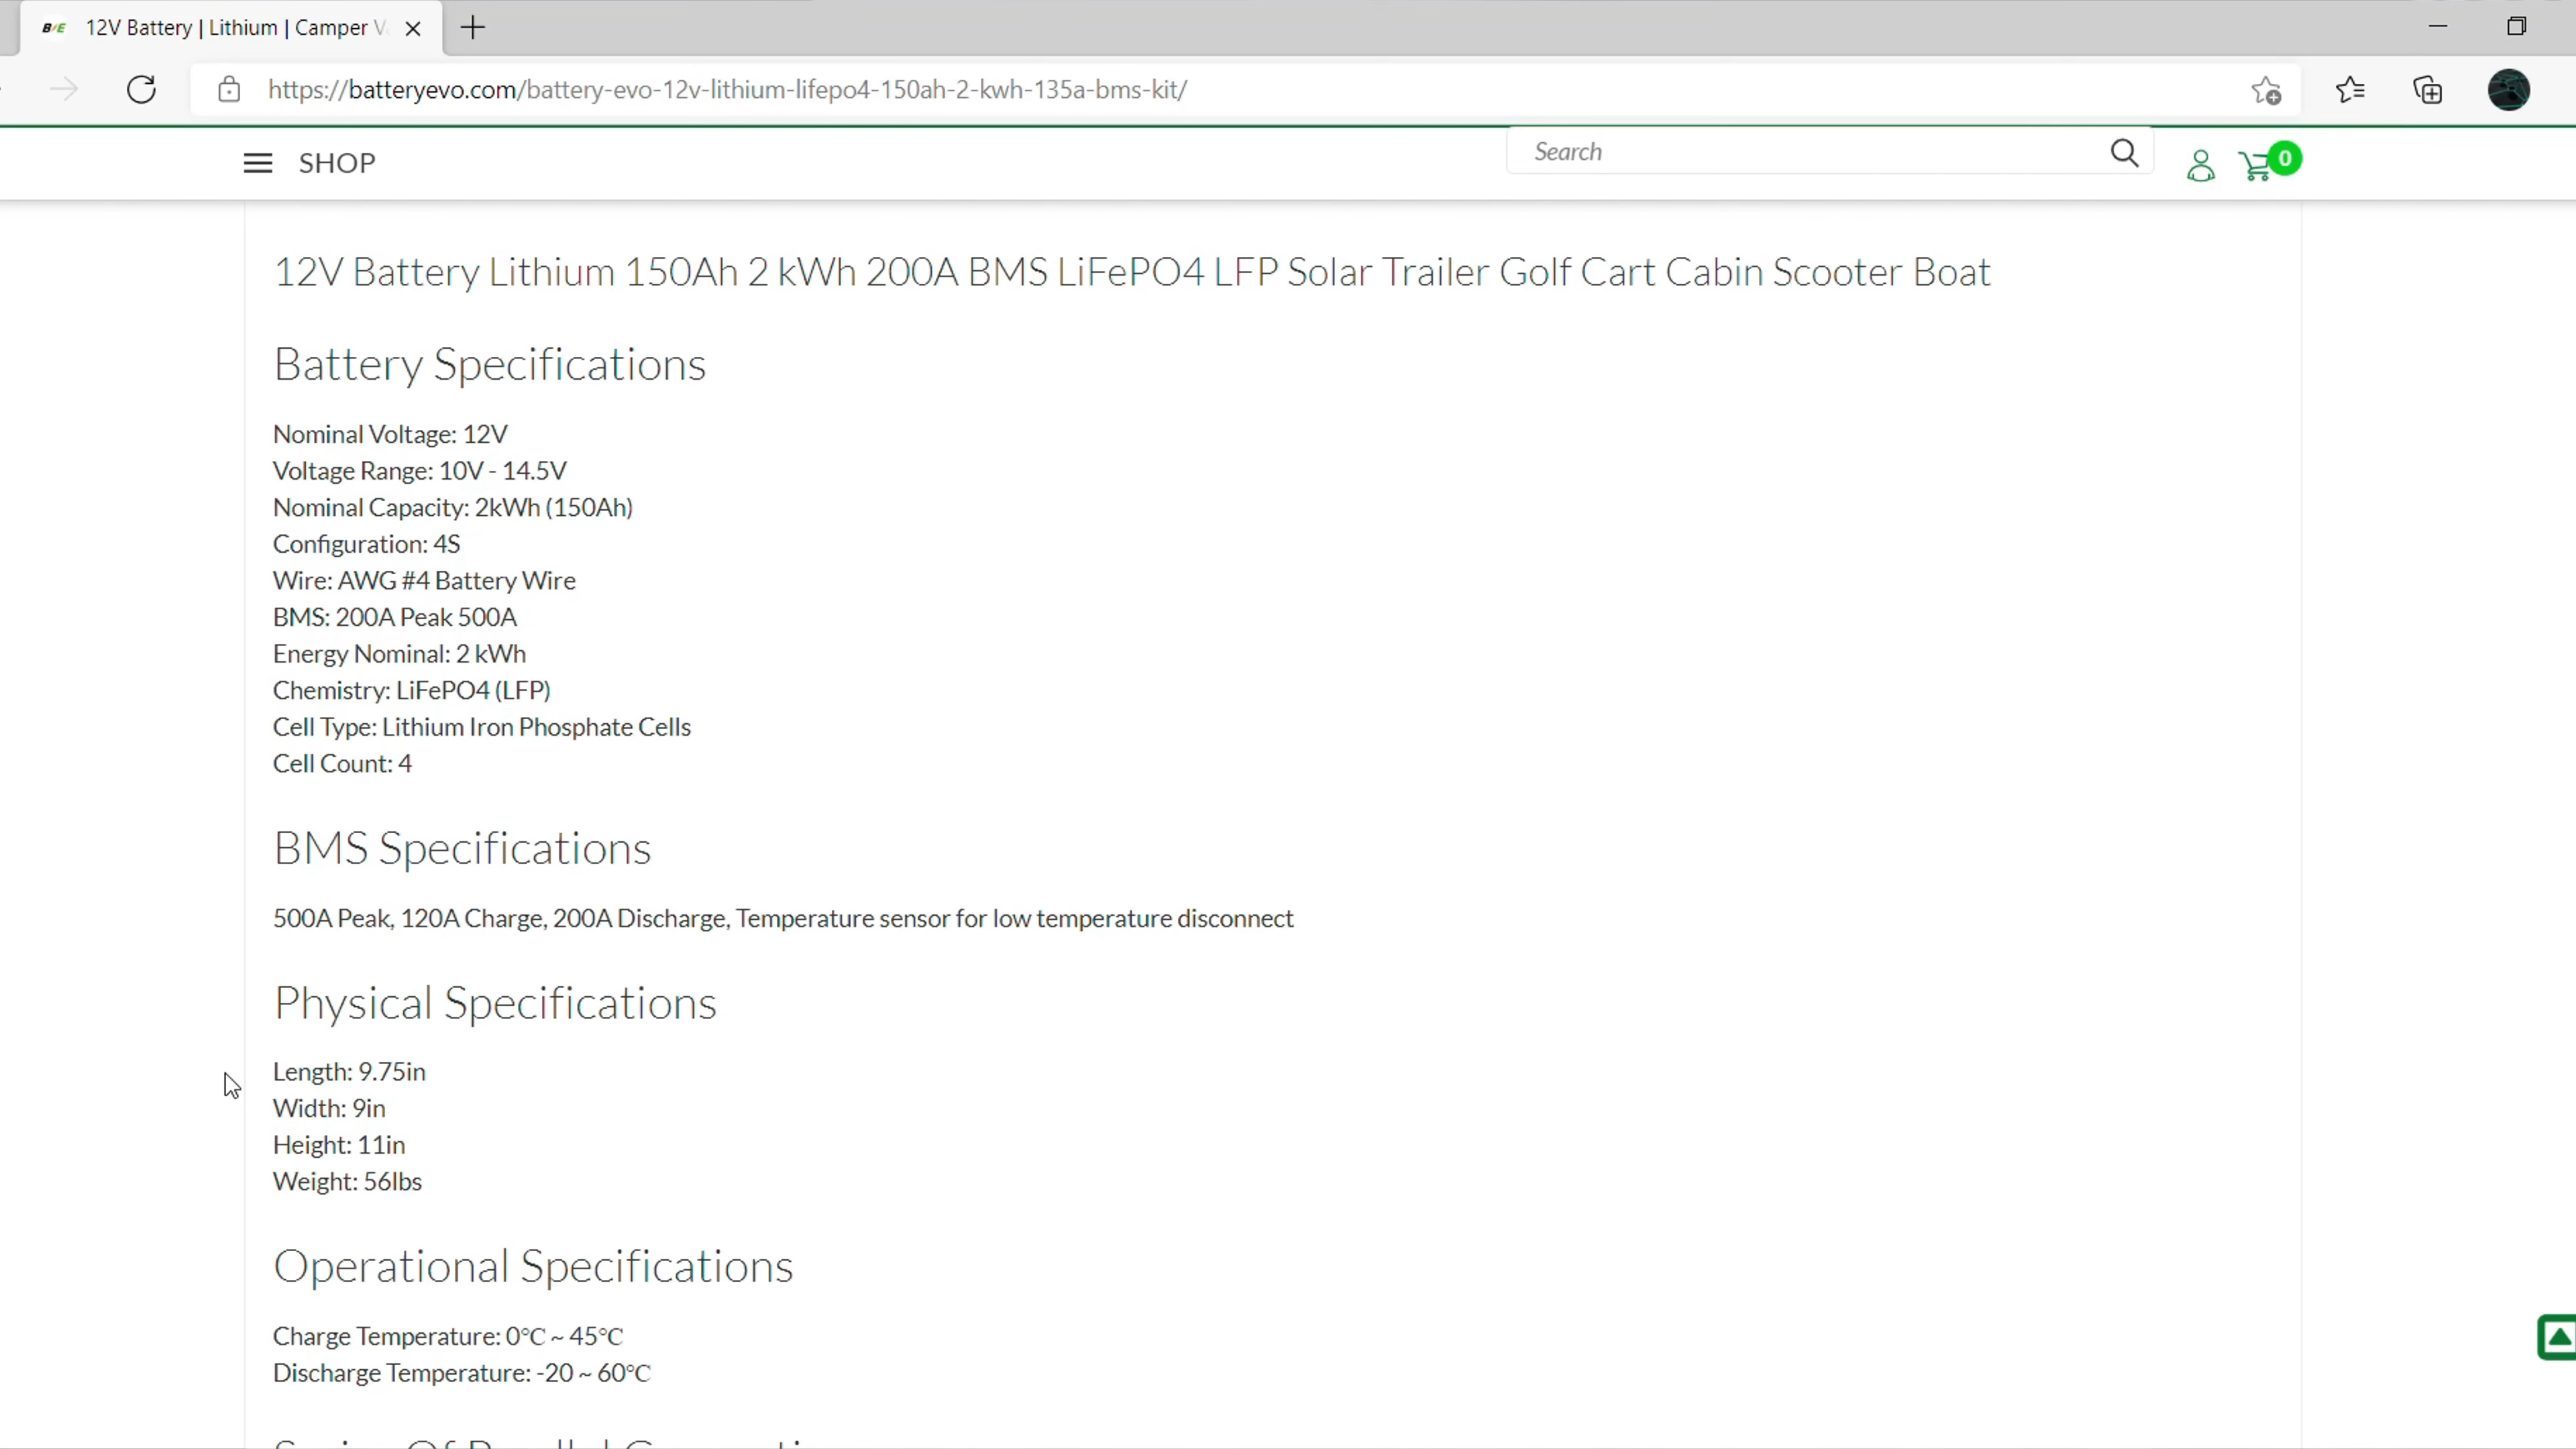 B/E 12V Battery | Lithium | Camper V
https://batteryevo.com/battery-evo-12v-lithium-lifepo4-150ah-2-kwh-135a-bms-kit/
SHOP
Search
0
12V Battery Lithium 150Ah 2 kWh 200A BMS LiFePO4 LFP Solar Trailer Golf Cart Cabin Scooter Boat
Battery Specifications
Nominal Voltage: 12V
Voltage Range: 10V - 14.5V
Nominal Capacity: 2kWh (150Ah)
Configuration: 4S
Wire: AWG #4 Battery Wire
BMS: 200A Peak 500A
Energy Nominal: 2 kWh
Chemistry: LiFePO4 (LFP)
Cell Type: Lithium Iron Phosphate Cells
Cell Count: 4
BMS Specifications
500A Peak, 120A Charge, 200A Discharge, Temperature sensor for low temperature disconnect
Physical Specifications
Length: 9.75in
Width: 9in
Height: 11in
Weight: 56lbs
Operational Specifications
Charge Temperature: 0°C ~ 45°C
Discharge Temperature: -20 ~ 60°C